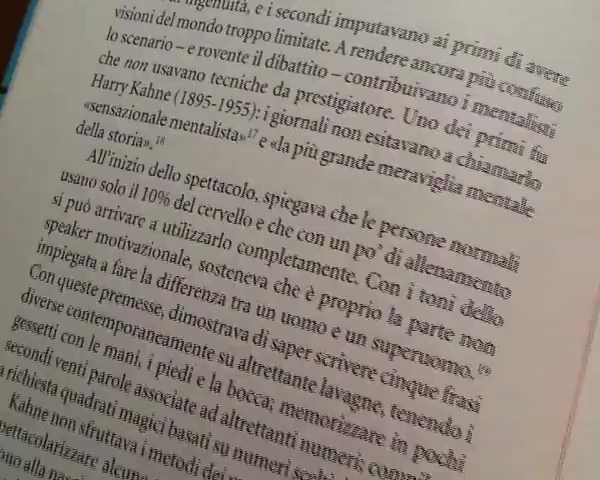 ingenuità, e i secondi imputavano ai primi di avere
visioni del mondo troppo limitate. A rendere ancora più confuso
lo scenario – e rovente il dibattito – contribuivano i mentalisti
che non usavano tecniche da prestigiatore. Uno dei primi fu
Harry Kahne (1895-1955): i giornali non esitavano a chiamarlo
«sensazionale mentalista»17 e «la più grande meraviglia mentale
della storia».18
All'inizio dello spettacolo, spiegava che le persone normali
usano solo il 10% del cervello e che con un po' di allenamento
si può arrivare a utilizzarlo completamente. Con i toni dello
speaker motivazionale, sosteneva che è proprio la parte non
impiegata a fare la differenza tra un uomo e un superuomo.19
Con queste premesse, dimostrava di saper scrivere cinque frasi
diverse contemporaneamente su altrettante lavagne, tenendo i
gessetti con le mani, i piedi e la bocca; memorizzare in pochi
secondi venti parole associate ad altrettanti numeri;
richiesta quadrati magici basati su numeri
Kahne non sfruttava i metodi dei
alcune
alla